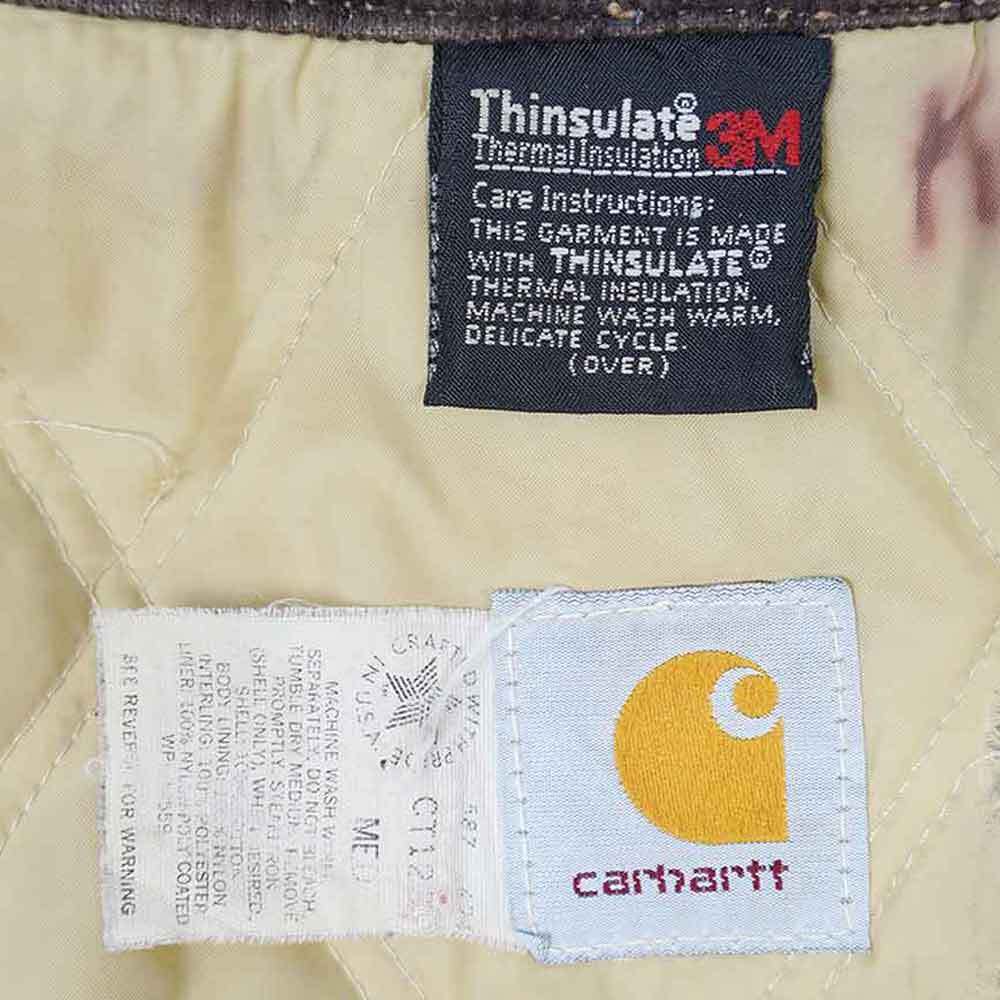 Thinsulate®
Thermal Insulation
3M
Care Instructions:
THIS GARMENT IS MADE
WITH THINSULATE®
THERMAL INSULATION.
MACHINE WASH WARM,
DELICATE CYCLE.
(OVER)
carhartt
CRAFTED WITH PRIDE
IN U.S.A.
MED
MACHINE WASH
SEPARATELY, DO NOT BLEACH
TUMBLE DRY MEDIUM, REMOVE
PROMPTLY, STEAM IRON
(SHELL ONLY), WHEN DESIRED.
SHELL:
BODY LINING: NYLON
INTERLINING 100% POLYESTER
LINER: 100% NYLON POLY COATED
SEE REVERSE FOR WARNING